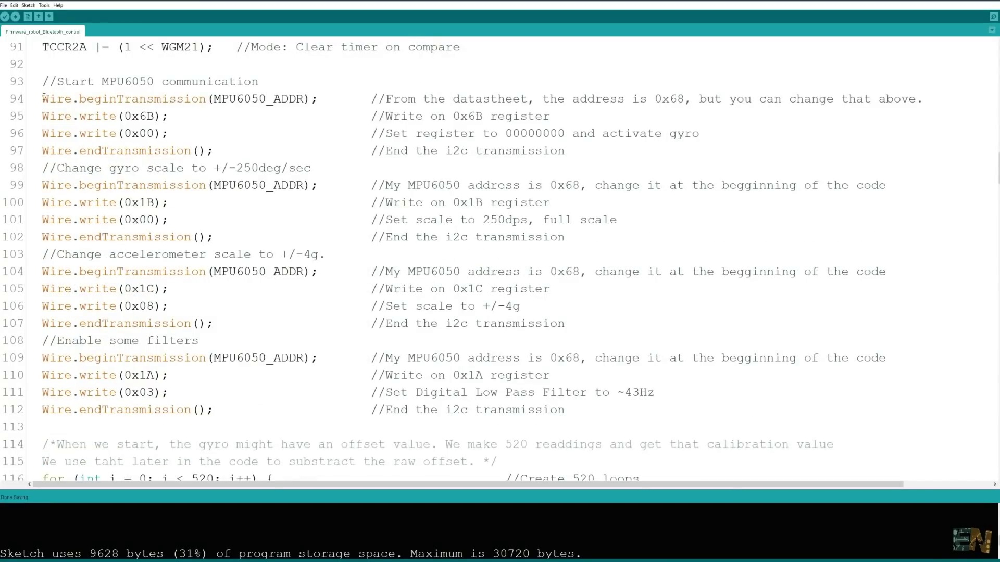 File Edit Sketch Tools Help
Firmware_robot_Bluetooth_control
91 TCCR2A |= (1 << WGM21); //Mode: Clear timer on compare
92
93 //Start MPU6050 communication
94 Wire.beginTransmission(MPU6050_ADDR); //From the datastheet, the address is 0x68, but you can change that above.
95 Wire.write(0x6B); //Write on 0x6B register
96 Wire.write(0x00); //Set register to 00000000 and activate gyro
97 Wire.endTransmission(); //End the i2c transmission
98 //Change gyro scale to +/-250deg/sec
99 Wire.beginTransmission(MPU6050_ADDR); //My MPU6050 address is 0x68, change it at the begginning of the code
100 Wire.write(0x1B); //Write on 0x1B register
101 Wire.write(0x00); //Set scale to 250dps, full scale
102 Wire.endTransmission(); //End the i2c transmission
103 //Change accelerometer scale to +/-4g.
104 Wire.beginTransmission(MPU6050_ADDR); //My MPU6050 address is 0x68, change it at the begginning of the code
105 Wire.write(0x1C); //Write on 0x1C register
106 Wire.write(0x08); //Set scale to +/-4g
107 Wire.endTransmission(); //End the i2c transmission
108 //Enable some filters
109 Wire.beginTransmission(MPU6050_ADDR); //My MPU6050 address is 0x68, change it at the begginning of the code
110 Wire.write(0x1A); //Write on 0x1A register
111 Wire.write(0x03); //Set Digital Low Pass Filter to ~43Hz
112 Wire.endTransmission(); //End the i2c transmission
113
114 /*When we start, the gyro might have an offset value. We make 520 readdings and get that calibration value
115 We use taht later in the code to substract the raw offset. */
116 for (int i = 0; i < 520; i++) { //Create 520 loops
Done Saving.
Sketch uses 9628 bytes (31%) of program storage space. Maximum is 30720 bytes.
EN